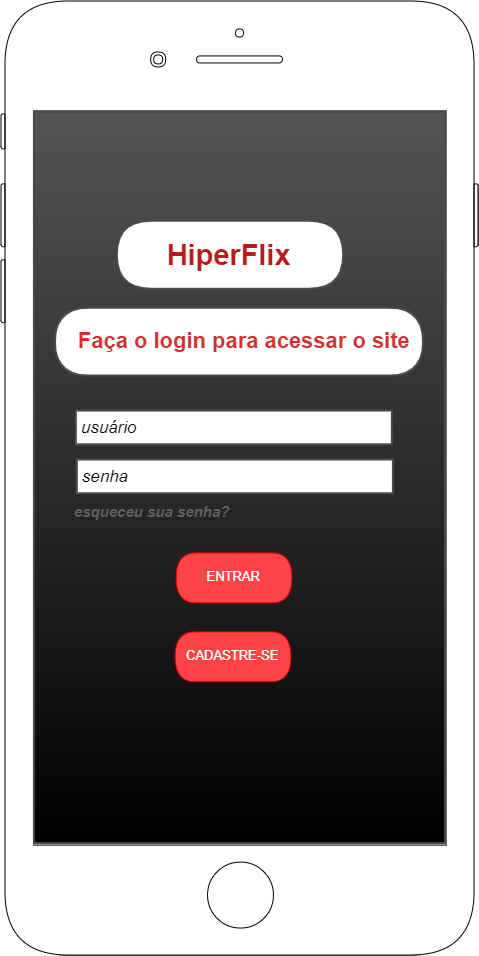 HiperFlix
Faça o login para acessar o site
usuário
senha
esqueceu sua senha?
ENTRAR
CADASTRE-SE